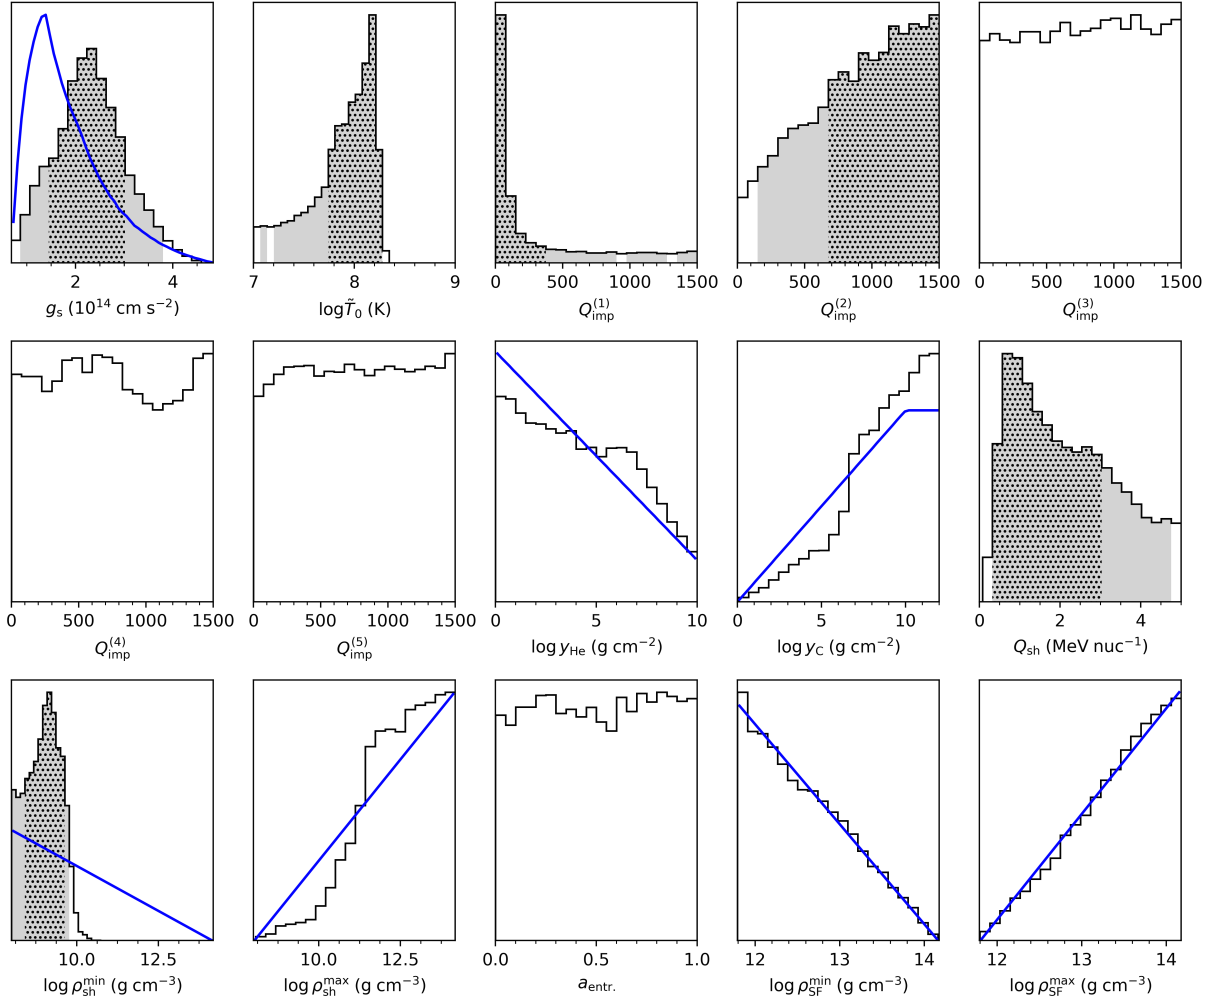 2 4
g_s (10^14 cm s^−2)
7 8 9
log T̃_0 (K)
0 500 1000 1500
Q_imp^(1)
0 500 1000 1500
Q_imp^(2)
0 500 1000 1500
Q_imp^(3)
0 500 1000 1500
Q_imp^(4)
0 500 1000 1500
Q_imp^(5)
0 5 10
log y_He (g cm^−2)
0 5 10
log y_C (g cm^−2)
0 2 4
Q_sh (MeV nuc^−1)
10.0 12.5
log ρ_sh^min (g cm^−3)
10.0 12.5
log ρ_sh^max (g cm^−3)
0.0 0.5 1.0
a_entr.
12 13 14
log ρ_SF^min (g cm^−3)
12 13 14
log ρ_SF^max (g cm^−3)